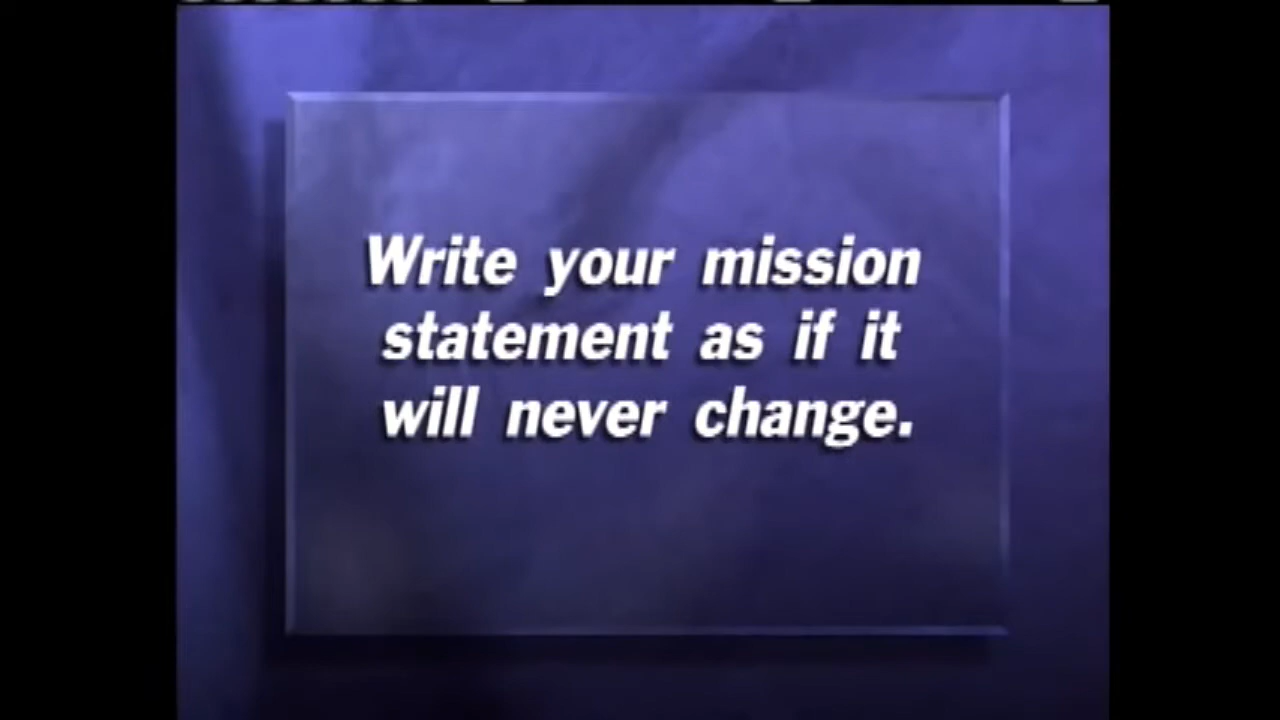 Write your mission
statement as if it
will never change.